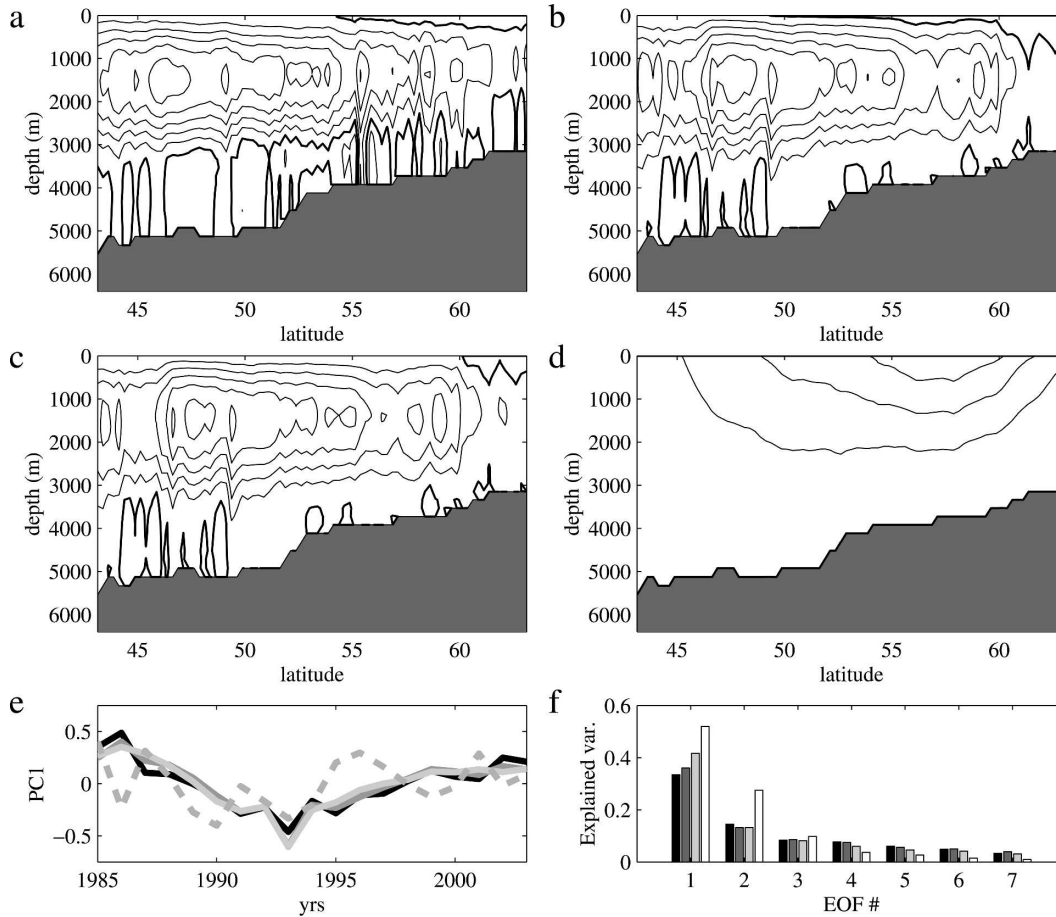 a
0
1000
2000
3000
4000
5000
6000
depth (m)
45 50 55 60
latitude
b
0
1000
2000
3000
4000
5000
6000
depth (m)
45 50 55 60
latitude
c
0
1000
2000
3000
4000
5000
6000
depth (m)
45 50 55 60
latitude
d
0
1000
2000
3000
4000
5000
6000
depth (m)
45 50 55 60
latitude
e
0.5
0
−0.5
PC1
1985 1990 1995 2000
yrs
f
0.6
0.4
0.2
0
Explained var.
1 2 3 4 5 6 7
EOF #